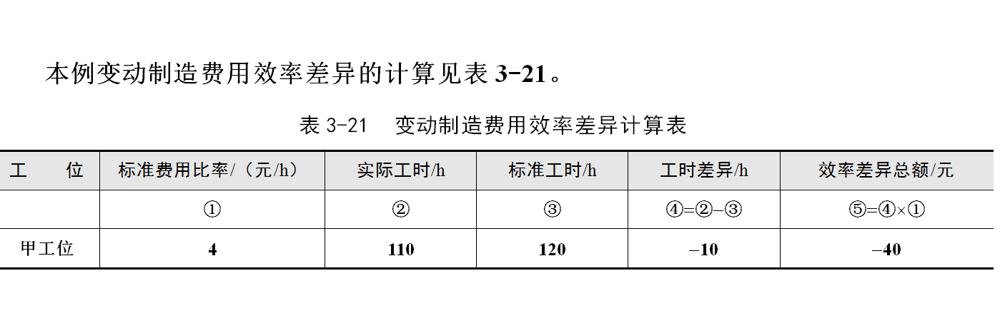 本例变动制造费用效率差异的计算见表 3-21。
表 3-21 变动制造费用效率差异计算表
工 位 标准费用比率/（元/h） 实际工时/h 标准工时/h 工时差异/h 效率差异总额/元
① ② ③ ④=②−③ ⑤=④×①
甲工位 4 110 120 −10 −40